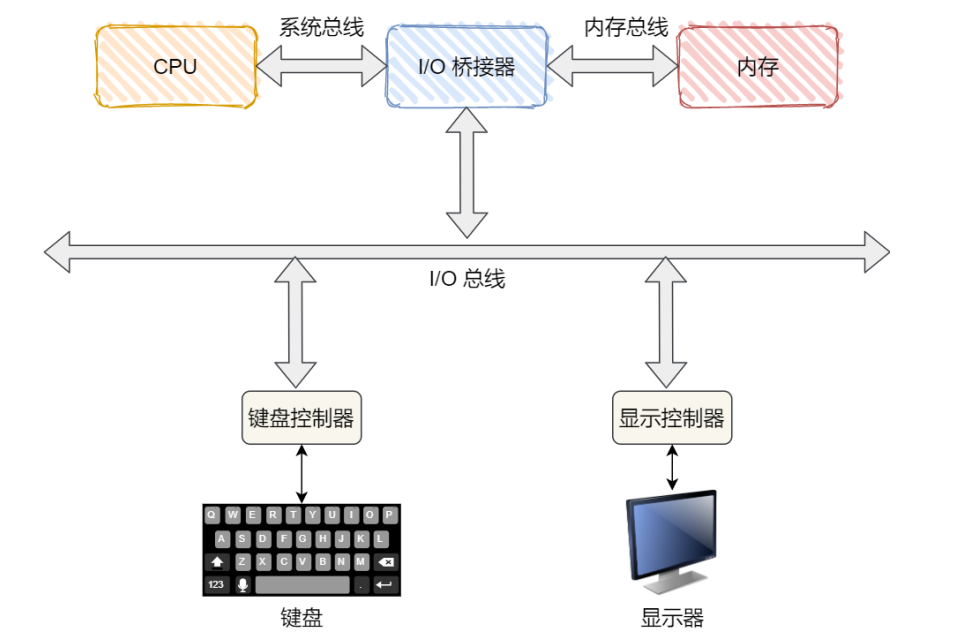 系统总线
内存总线
CPU
I/O 桥接器
内存
I/O 总线
键盘控制器
显示控制器
Q W E R T Y U I O P
A S D F G H J K L
Z X C V B N M
123 .
键盘
显示器